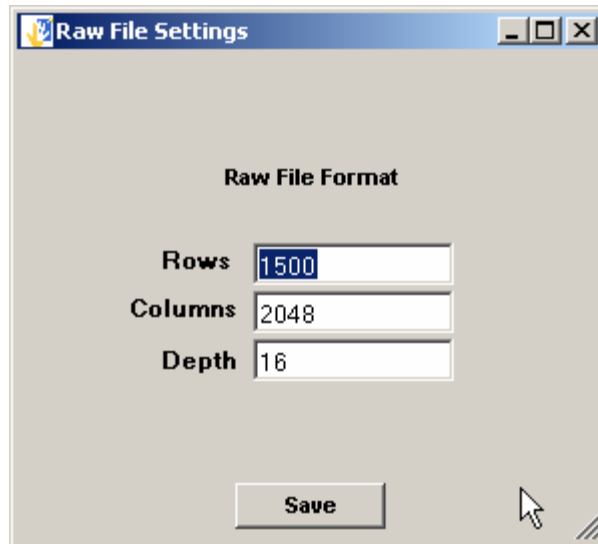 Raw File Settings
Raw File Format
Rows 1500
Columns 2048
Depth 16
Save